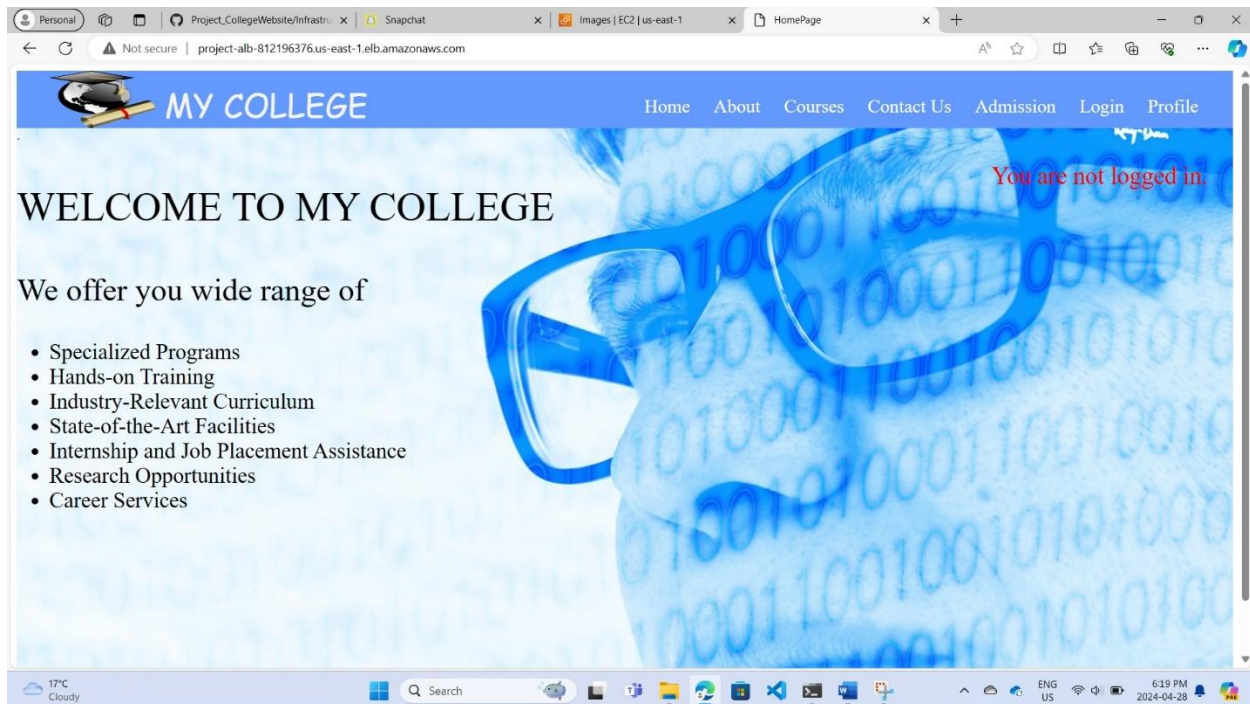 Personal
Project_CollegeWebsite/Infrastru
Snapchat
Images | EC2 | us-east-1
HomePage
Not secure | project-alb-812196376.us-east-1.elb.amazonaws.com
MY COLLEGE
Home About Courses Contact Us Admission Login Profile
Ray-Ban
You are not logged in.
WELCOME TO MY COLLEGE
We offer you wide range of
• Specialized Programs
• Hands-on Training
• Industry-Relevant Curriculum
• State-of-the-Art Facilities
• Internship and Job Placement Assistance
• Research Opportunities
• Career Services
17°C
Cloudy
Search
ENG
US
6:19 PM
2024-04-28